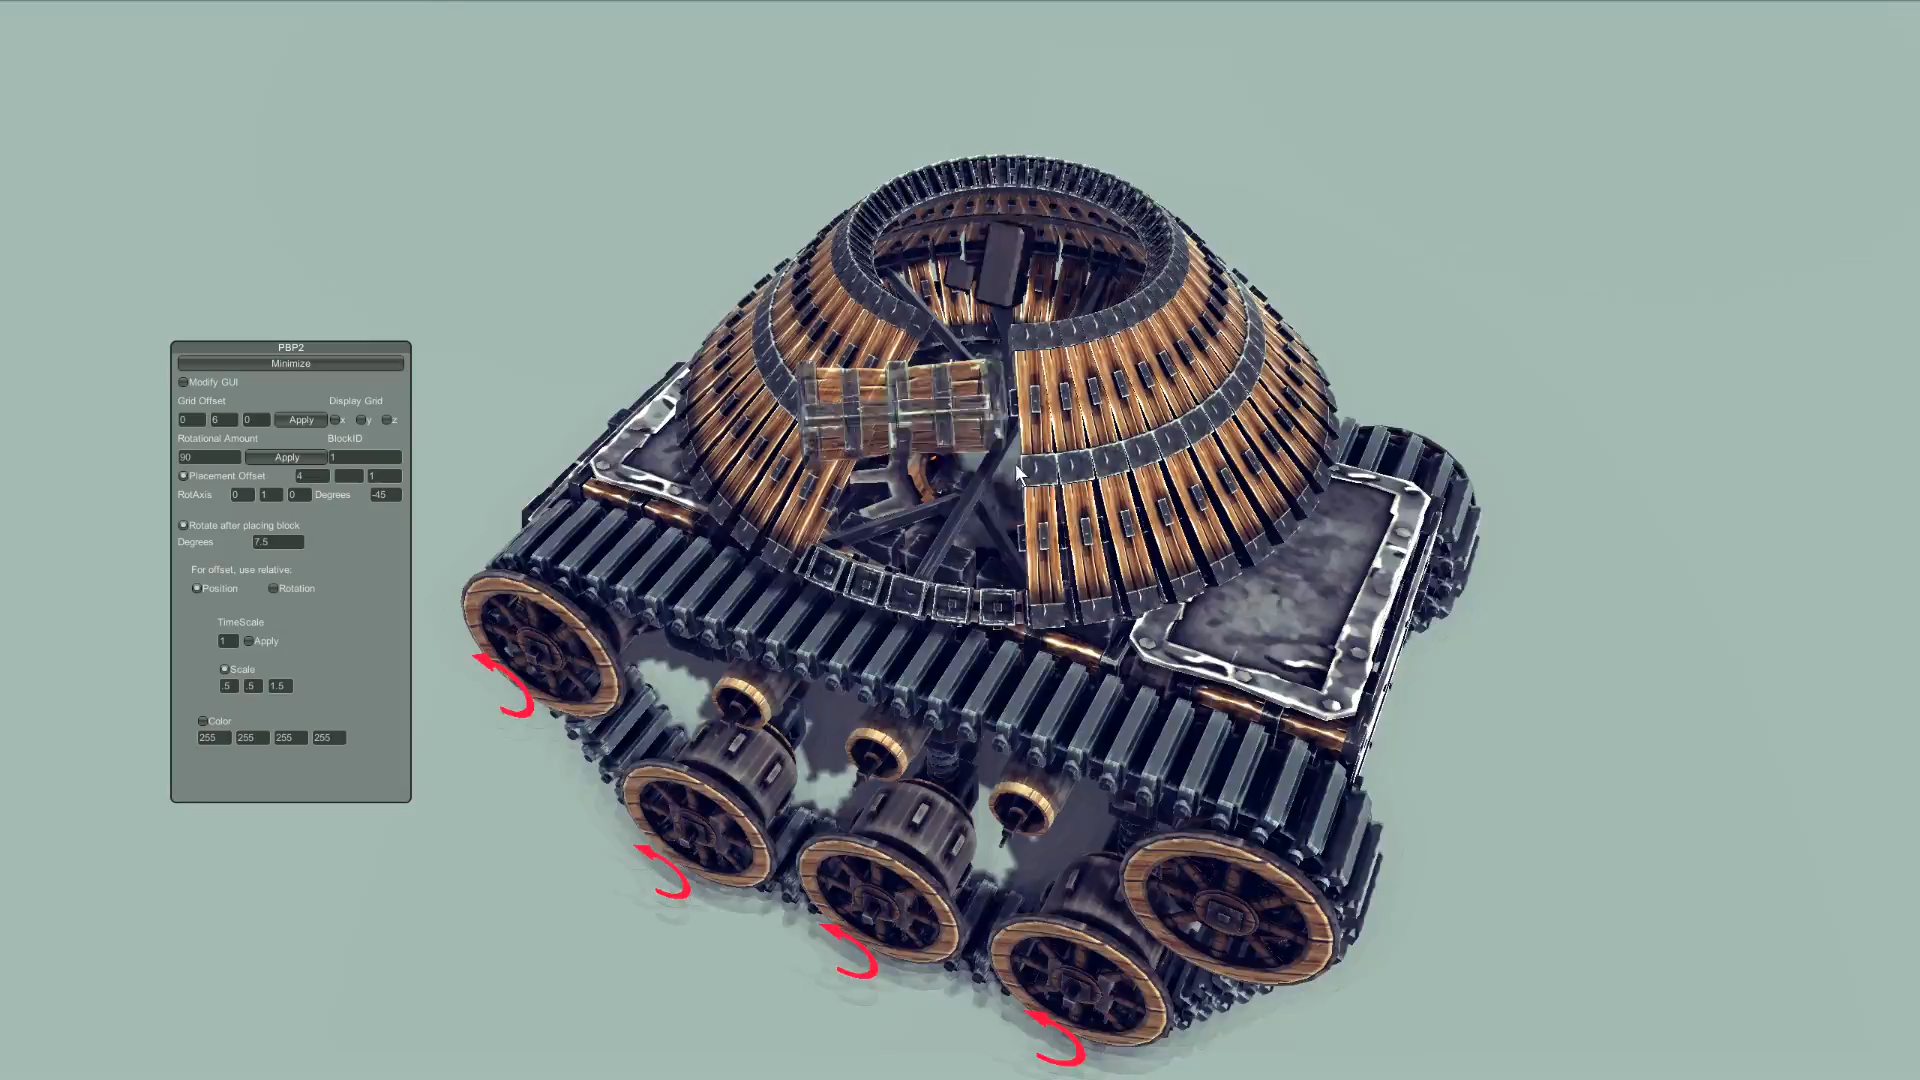 PBP2
Minimize
Modify GUI
Grid Offset Display Grid
0 6 0 Apply x y z
Rotational Amount BlockID
90 Apply 1
Placement Offset 4 1
RotAxis 0 1 0 Degrees -45
Rotate after placing block
Degrees 7.5
For offset, use relative:
Position Rotation
TimeScale
1 Apply
Scale
.5 .5 1.5
Color
255 255 255 255